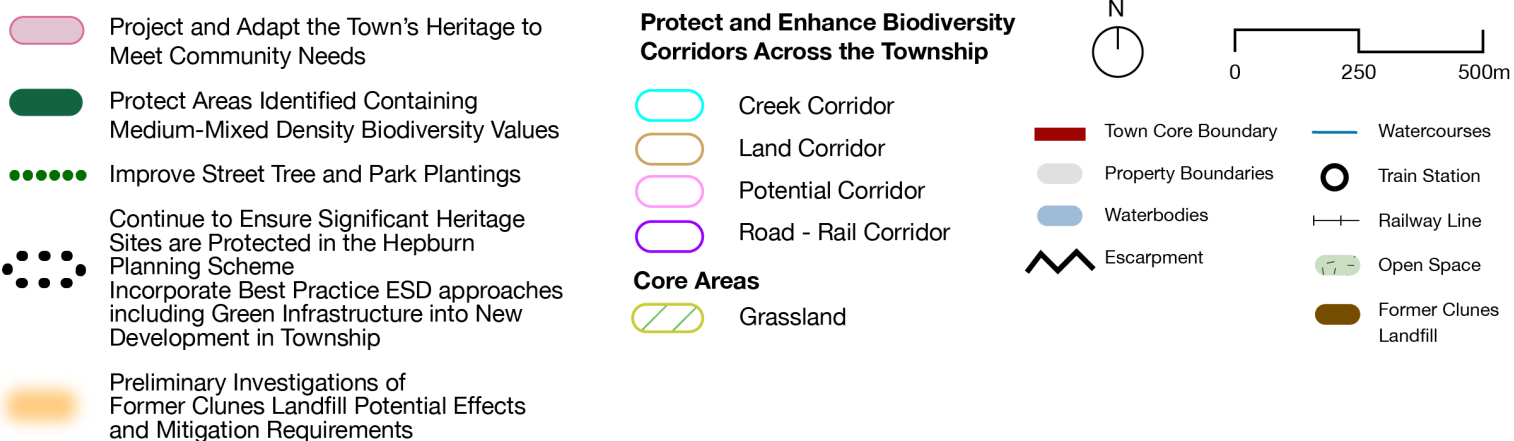 Project and Adapt the Town’s Heritage to
Meet Community Needs
Protect Areas Identified Containing
Medium-Mixed Density Biodiversity Values
Improve Street Tree and Park Plantings
Continue to Ensure Significant Heritage
Sites are Protected in the Hepburn
Planning Scheme
Incorporate Best Practice ESD approaches
including Green Infrastructure into New
Development in Township
Preliminary Investigations of
Former Clunes Landfill Potential Effects
and Mitigation Requirements
Protect and Enhance Biodiversity
Corridors Across the Township
Creek Corridor
Land Corridor
Potential Corridor
Road - Rail Corridor
Core Areas
Grassland
N
0 250 500m
Town Core Boundary
Property Boundaries
Waterbodies
Escarpment
Watercourses
Train Station
Railway Line
Open Space
Former Clunes
Landfill